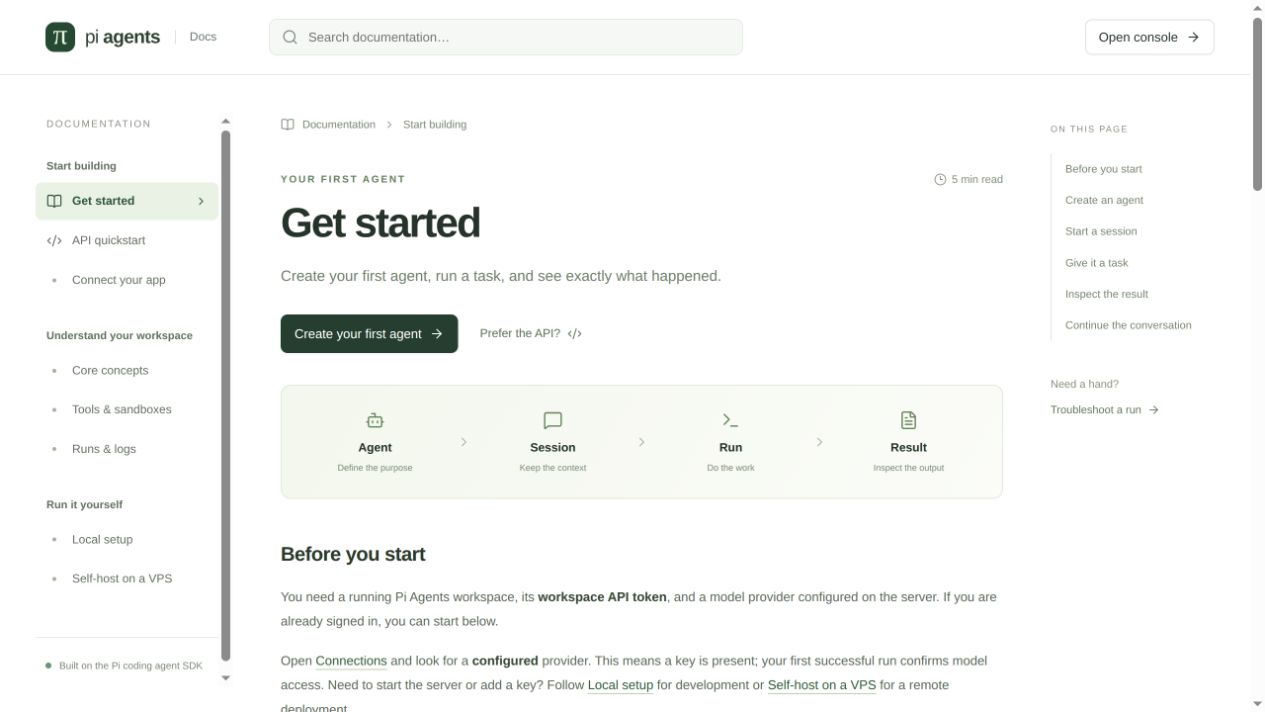 π pi agents Docs
Search documentation…
Open console
DOCUMENTATION
Start building
Get started
API quickstart
Connect your app
Understand your workspace
Core concepts
Tools & sandboxes
Runs & logs
Run it yourself
Local setup
Self-host on a VPS
Built on the Pi coding agent SDK
Documentation Start building
YOUR FIRST AGENT
5 min read
Get started
Create your first agent, run a task, and see exactly what happened.
Create your first agent
Prefer the API?
Agent
Define the purpose
Session
Keep the context
Run
Do the work
Result
Inspect the output
Before you start
You need a running Pi Agents workspace, its workspace API token, and a model provider configured on the server. If you are
already signed in, you can start below.
Open Connections and look for a configured provider. This means a key is present; your first successful run confirms model
access. Need to start the server or add a key? Follow Local setup for development or Self-host on a VPS for a remote
deployment.
ON THIS PAGE
Before you start
Create an agent
Start a session
Give it a task
Inspect the result
Continue the conversation
Need a hand?
Troubleshoot a run